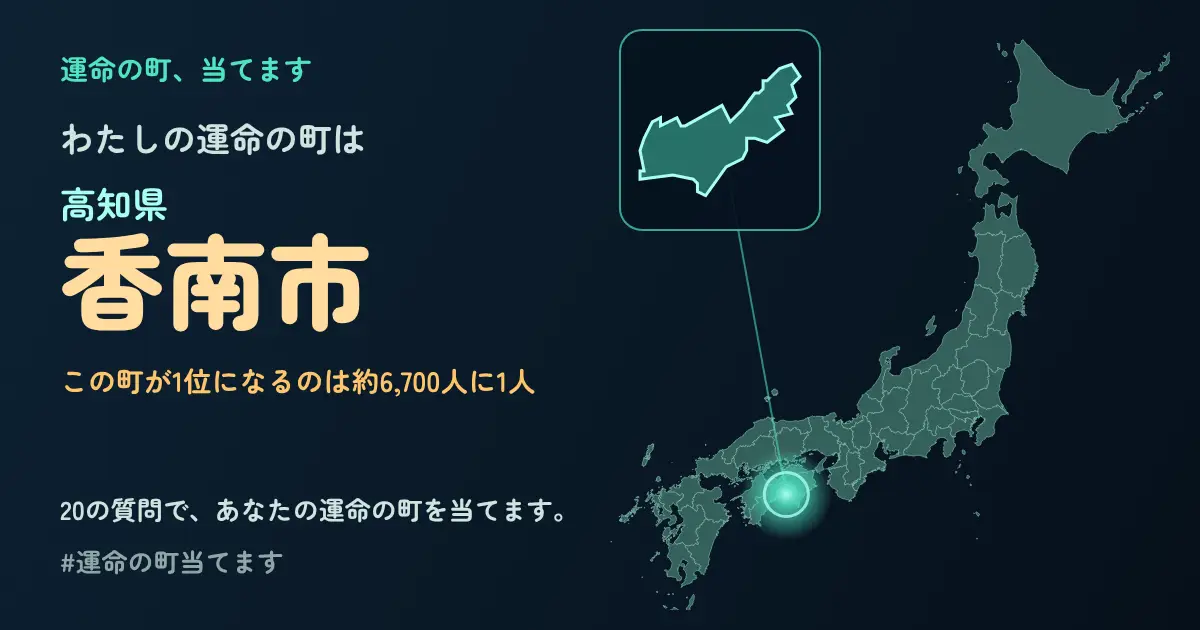 運命の町、当てます
わたしの運命の町は
高知県
香南市
この町が1位になるのは約6,700人に1人
20の質問で、あなたの運命の町を当てます。
#運命の町当てます